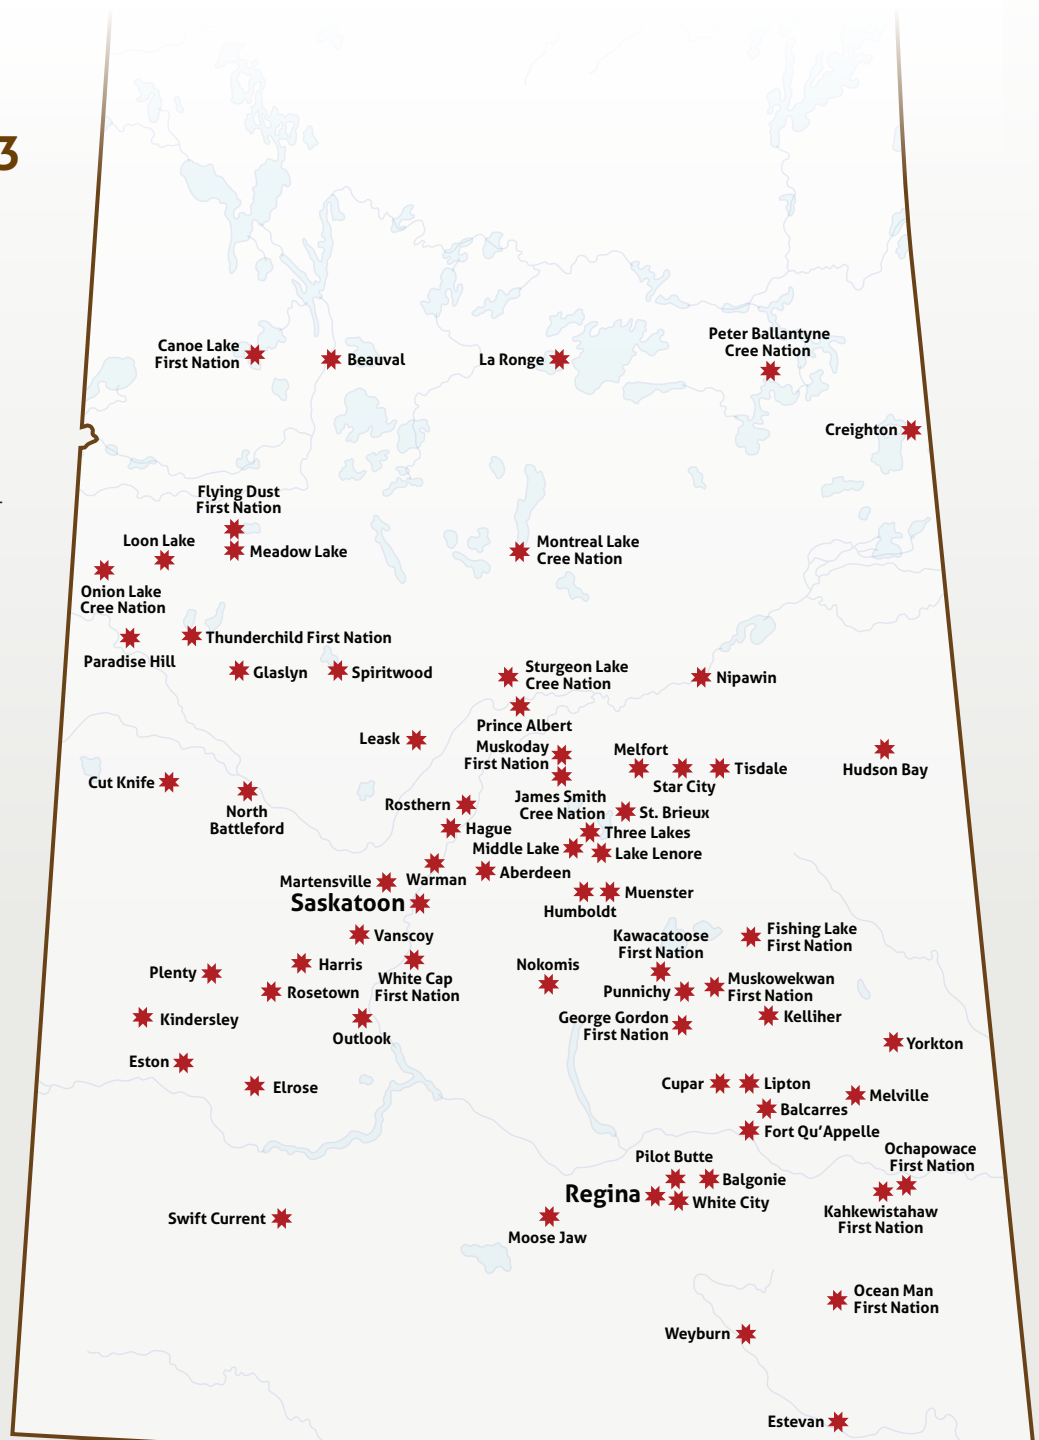 3
Peter Ballantyne
Cree Nation
Canoe Lake
First Nation
Beauval
La Ronge
Creighton
Flying Dust
First Nation
Loon Lake
Meadow Lake
Montreal Lake
Cree Nation
Onion Lake
Cree Nation
Thunderchild First Nation
Paradise Hill
Glaslyn
Spiritwood
Sturgeon Lake
Cree Nation
Nipawin
Prince Albert
Leask
Muskoday
First Nation
Melfort
Star City
Tisdale
Hudson Bay
Cut Knife
North
Battleford
James Smith
Cree Nation
Rosthern
St. Brieux
Hague
Three Lakes
Middle Lake
Lake Lenore
Warman
Aberdeen
Martensville
Saskatoon
Humboldt
Muenster
Vanscoy
Kawacatoose
First Nation
Fishing Lake
First Nation
Harris
White Cap
First Nation
Nokomis
Plenty
Rosetown
Punnichy
Muskowekwan
First Nation
Kindersley
Outlook
George Gordon
First Nation
Kelliher
Yorkton
Eston
Elrose
Cupar
Lipton
Melville
Balcarres
Fort Qu'Appelle
Ochapowace
First Nation
Pilot Butte
Balgonie
Regina
White City
Kahkewistahaw
First Nation
Swift Current
Moose Jaw
Ocean Man
First Nation
Weyburn
Estevan